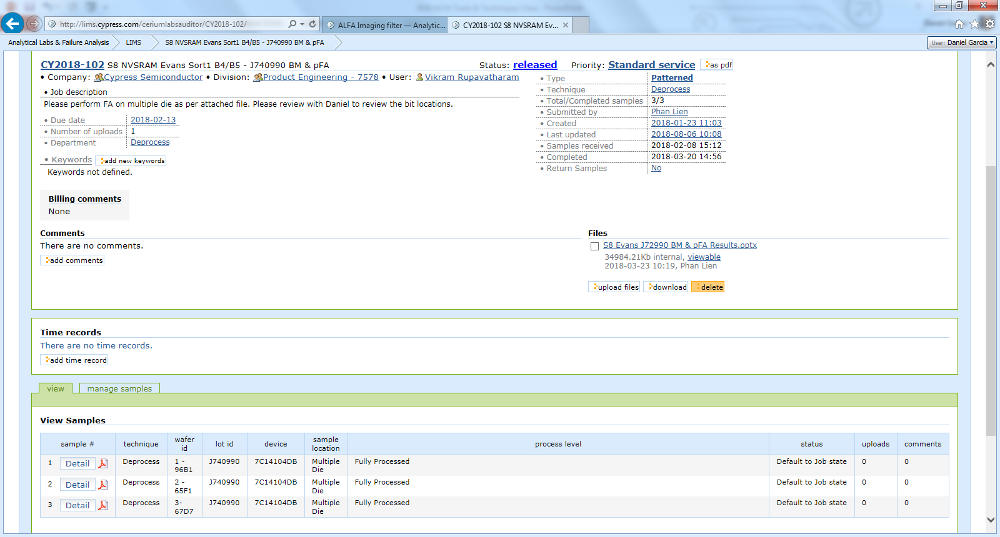 http://lims.cypress.com/ceriumlabsauditor/CY2018-102/
ALFA Imaging filter — Analytic...
CY2018-102 S8 NVSRAM Ev...
Analytical Labs & Failure Analysis
LIMS
S8 NVSRAM Evans Sort1 B4/B5 - J740990 BM & pFA
User: Daniel Garcia
CY2018-102 S8 NVSRAM Evans Sort1 B4/B5 - J740990 BM & pFA
Status: released
Priority: Standard service
as pdf
• Company: Cypress Semiconductor • Division: Product Engineering - 7578 • User: Vikram Rupavatharam
• Job description
Please perform FA on multiple die as per attached file. Please review with Daniel to review the bit locations.
• Due date 2018-02-13
• Number of uploads 1
• Department Deprocess
• Keywords add new keywords
Keywords not defined.
• Type Patterned
• Technique Deprocess
• Total/Completed samples 3/3
• Submitted by Phan Lien
• Created 2018-01-23 11:03
• Last updated 2018-08-06 10:08
• Samples received 2018-02-08 15:12
• Completed 2018-03-20 14:56
• Return Samples No
Billing comments
None
Comments
There are no comments.
add comments
Files
S8 Evans J72990 BM & pFA Results.pptx
34984.21Kb internal, viewable
2018-03-23 10:19, Phan Lien
upload files download delete
Time records
There are no time records.
add time record
view manage samples
View Samples
sample # technique wafer id lot id device sample location process level status uploads comments
1 Detail Deprocess 1 - 96B1 J740990 7C14104DB Multiple Die Fully Processed Default to Job state 0 0
2 Detail Deprocess 2 - 65F1 J740990 7C14104DB Multiple Die Fully Processed Default to Job state 0 0
3 Detail Deprocess 3- 67D7 J740990 7C14104DB Multiple Die Fully Processed Default to Job state 0 0